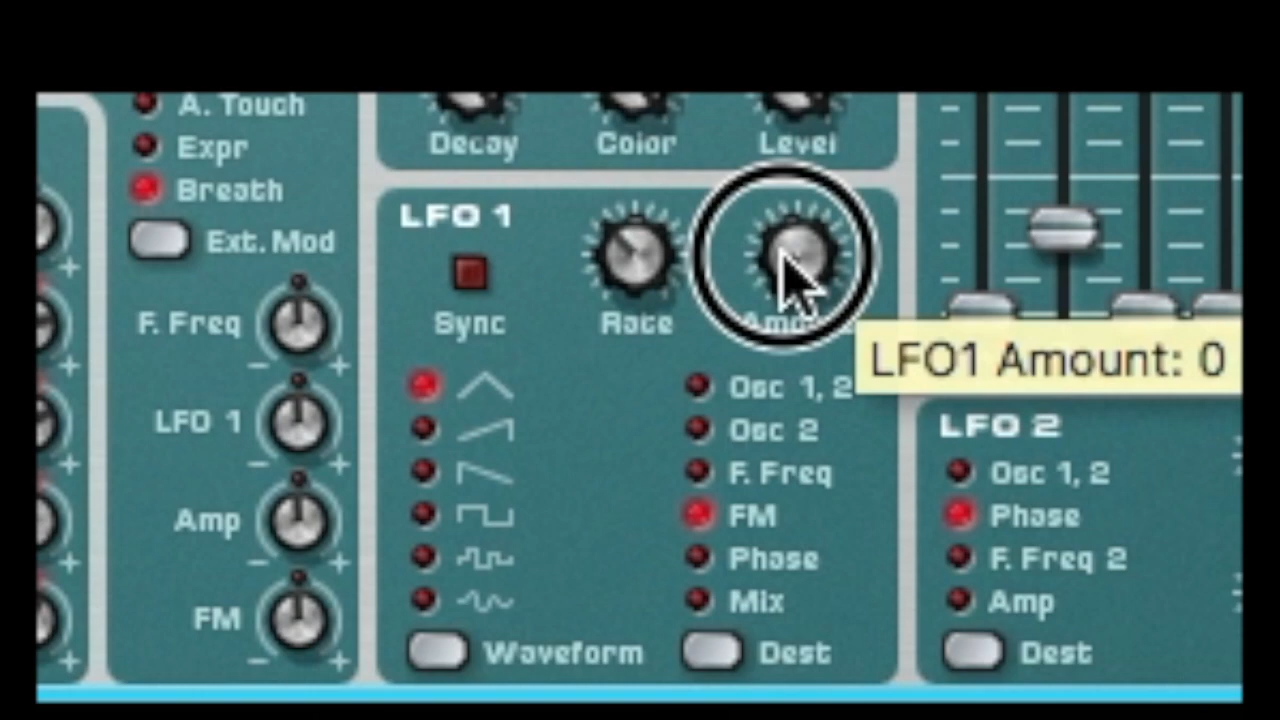 A. Touch
Expr
Breath
Ext. Mod
F. Freq
LFO 1
Amp
FM
Decay
Color
Level
LFO 1
Sync
Rate
LFO1 Amount: 0
Osc 1, 2
Osc 2
F. Freq
FM
Phase
Mix
Waveform
Dest
LFO 2
Osc 1, 2
Phase
F. Freq 2
Amp
Dest